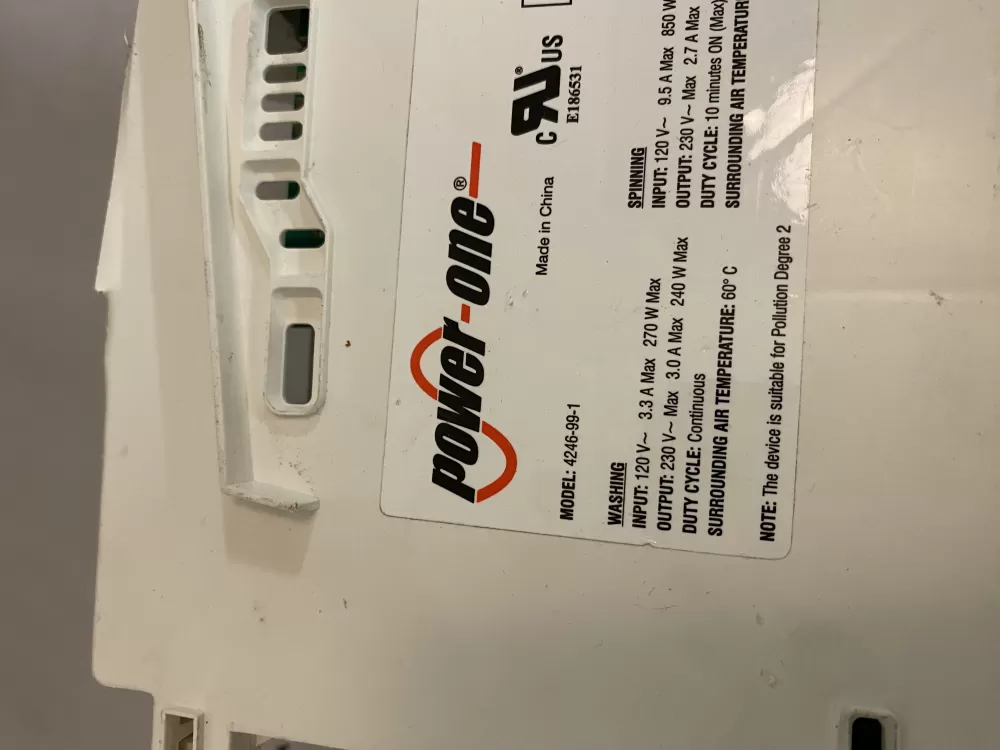 power-one®
Made in China
C RU® US
E186531
MODEL: 4246-99-1
WASHING
INPUT: 120 V~ 3.3 A Max 270 W Max
OUTPUT: 230 V~ Max 3.0 A Max 240 W Max
DUTY CYCLE: Continuous
SURROUNDING AIR TEMPERATURE: 60° C
SPINNING
INPUT: 120 V~ 9.5 A Max 850 W
OUTPUT: 230 V~ Max 2.7 A Max
DUTY CYCLE: 10 minutes ON (Max)
SURROUNDING AIR TEMPERATUR
NOTE: The device is suitable for Pollution Degree 2